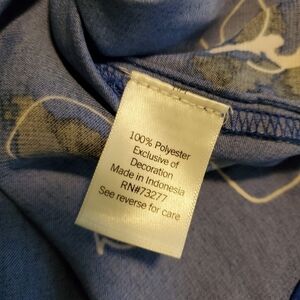 100% Polyester
Exclusive of
Decoration
Made in Indonesia
RN#73277
See reverse for care